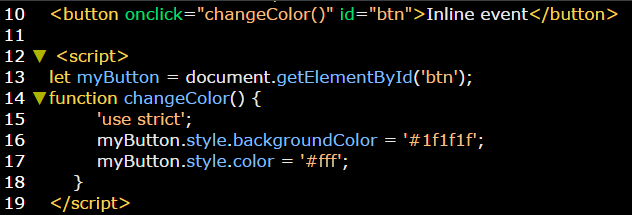 10 <button onclick="changeColor()" id="btn">Inline event</button>
11
12 ▼ <script>
13 let myButton = document.getElementById('btn');
14 ▼ function changeColor() {
15 'use strict';
16 myButton.style.backgroundColor = '#1f1f1f';
17 myButton.style.color = '#fff';
18 }
19 </script>